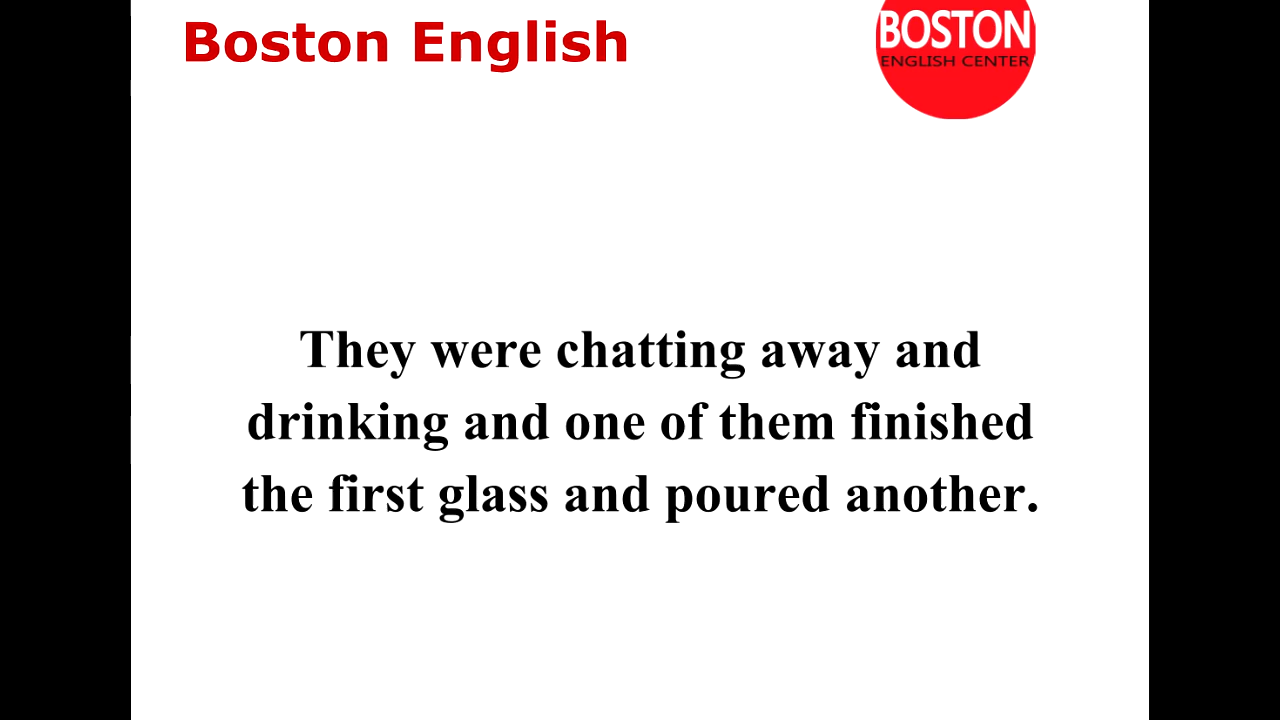 Boston English
BOSTON
ENGLISH CENTER
They were chatting away and
drinking and one of them finished
the first glass and poured another.